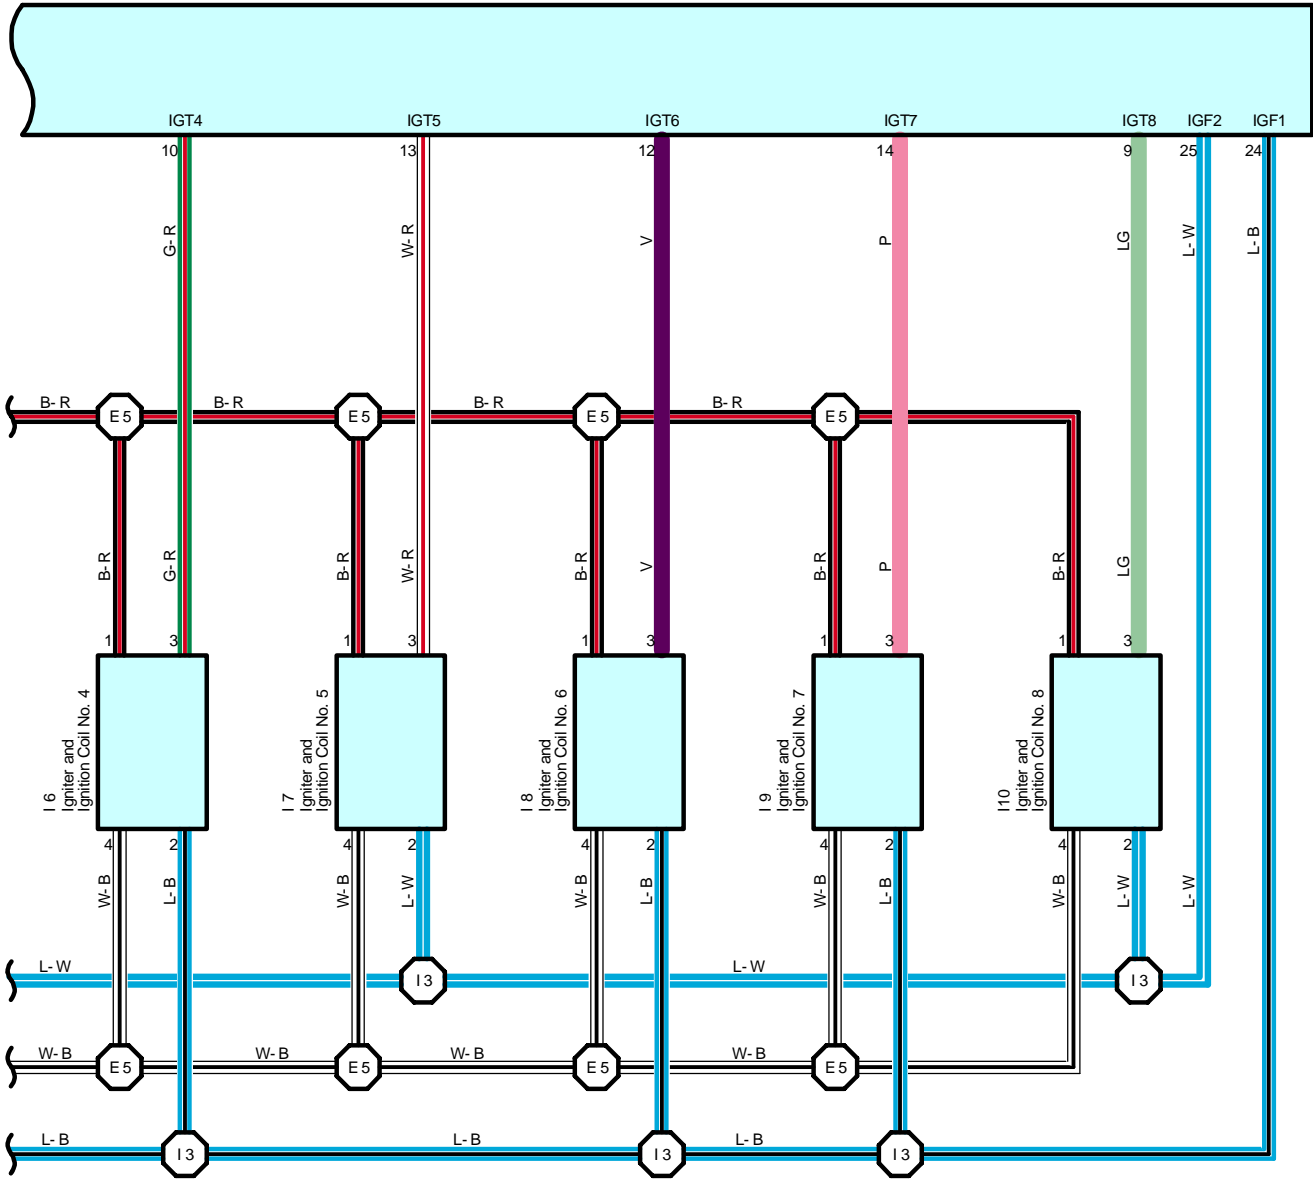 IGT4 IGT5 IGT6 IGT7 IGT8 IGF2 IGF1
10 13 12 14 9 25 24
G-R W-R V P LG L-W L-B
B-R B-R B-R B-R
E5 E5 E5 E5
B-R G-R B-R W-R B-R V B-R P B-R LG
1 3 1 3 1 3 1 3 1 3
I 6
Igniter and
Ignition Coil No. 4
I 7
Igniter and
Ignition Coil No. 5
I 8
Igniter and
Ignition Coil No. 6
I 9
Igniter and
Ignition Coil No. 7
I10
Igniter and
Ignition Coil No. 8
4 2 4 2 4 2 4 2 4 2
W-B L-B W-B L-W W-B L-B W-B L-B W-B L-W L-W
L-W L-W
I3 I3
W-B W-B W-B W-B
E5 E5 E5 E5
L-B L-B L-B
I3 I3 I3